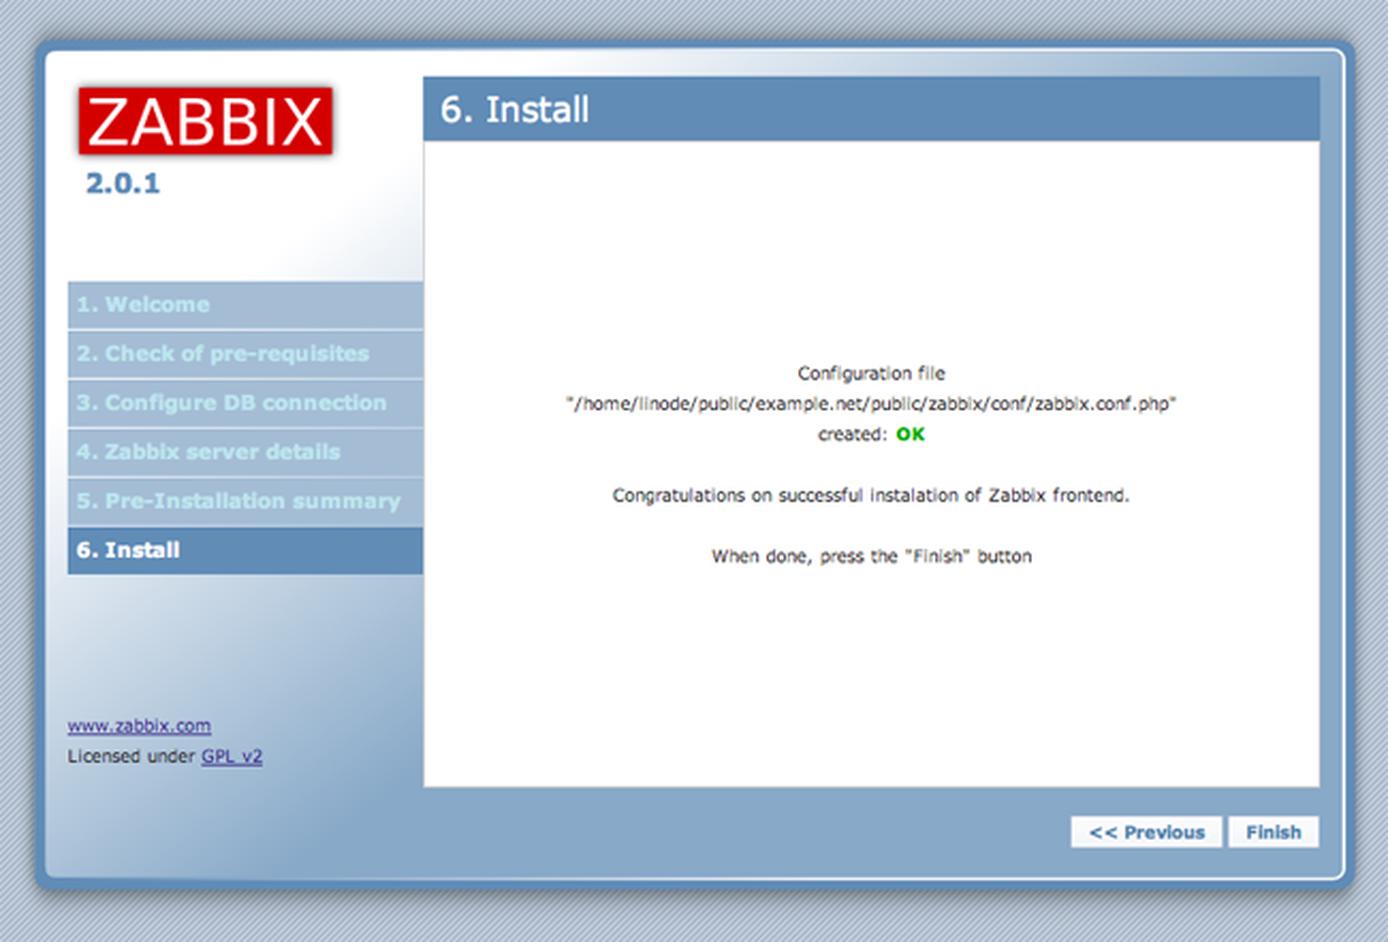 ZABBIX
2.0.1
1. Welcome
2. Check of pre-requisites
3. Configure DB connection
4. Zabbix server details
5. Pre-Installation summary
6. Install
www.zabbix.com
Licensed under GPL v2
6. Install
Configuration file
"/home/linode/public/example.net/public/zabbix/conf/zabbix.conf.php"
created: OK
Congratulations on successful instalation of Zabbix frontend.
When done, press the "Finish" button
<< Previous
Finish